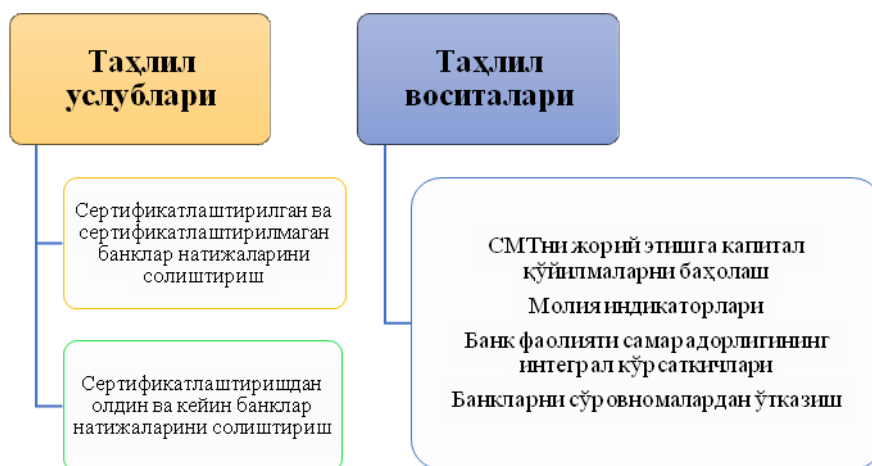 Таҳлил
услублари
Сертификатлаштирилган ва
сертификатлаштирилмаган
банклар натижаларини
солиштириш
Сертификатлаштиришдан
олдин ва кейин банклар
натижаларини солиштириш
Таҳлил
воситалари
СМТни жорий этишга капитал
қўйилмаларни баҳолаш
Молия индикаторлари
Банк фаолияти самарадорлигининг
интеграл кўрсаткичлари
Банкларни сўровномалардан ўтказиш